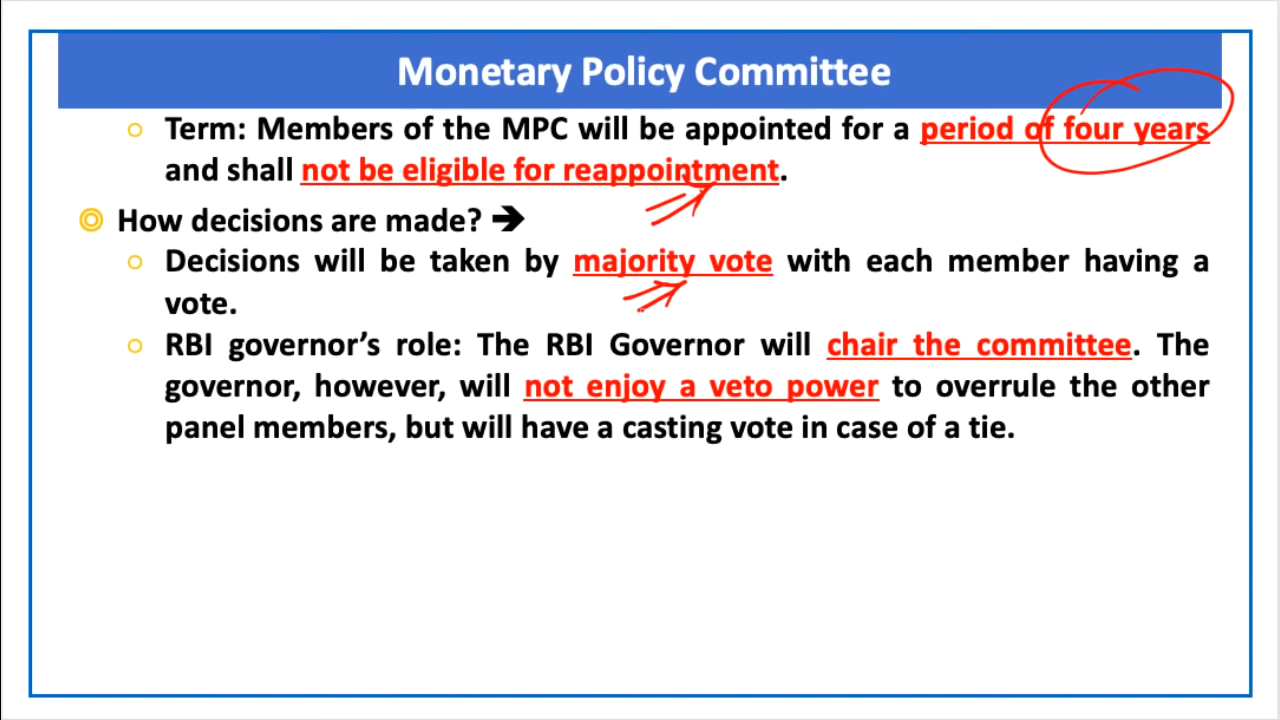 Monetary Policy Committee
Term: Members of the MPC will be appointed for a period of four years
and shall not be eligible for reappointment.
How decisions are made? ➔
Decisions will be taken by majority vote with each member having a
vote.
RBI governor’s role: The RBI Governor will chair the committee. The
governor, however, will not enjoy a veto power to overrule the other
panel members, but will have a casting vote in case of a tie.